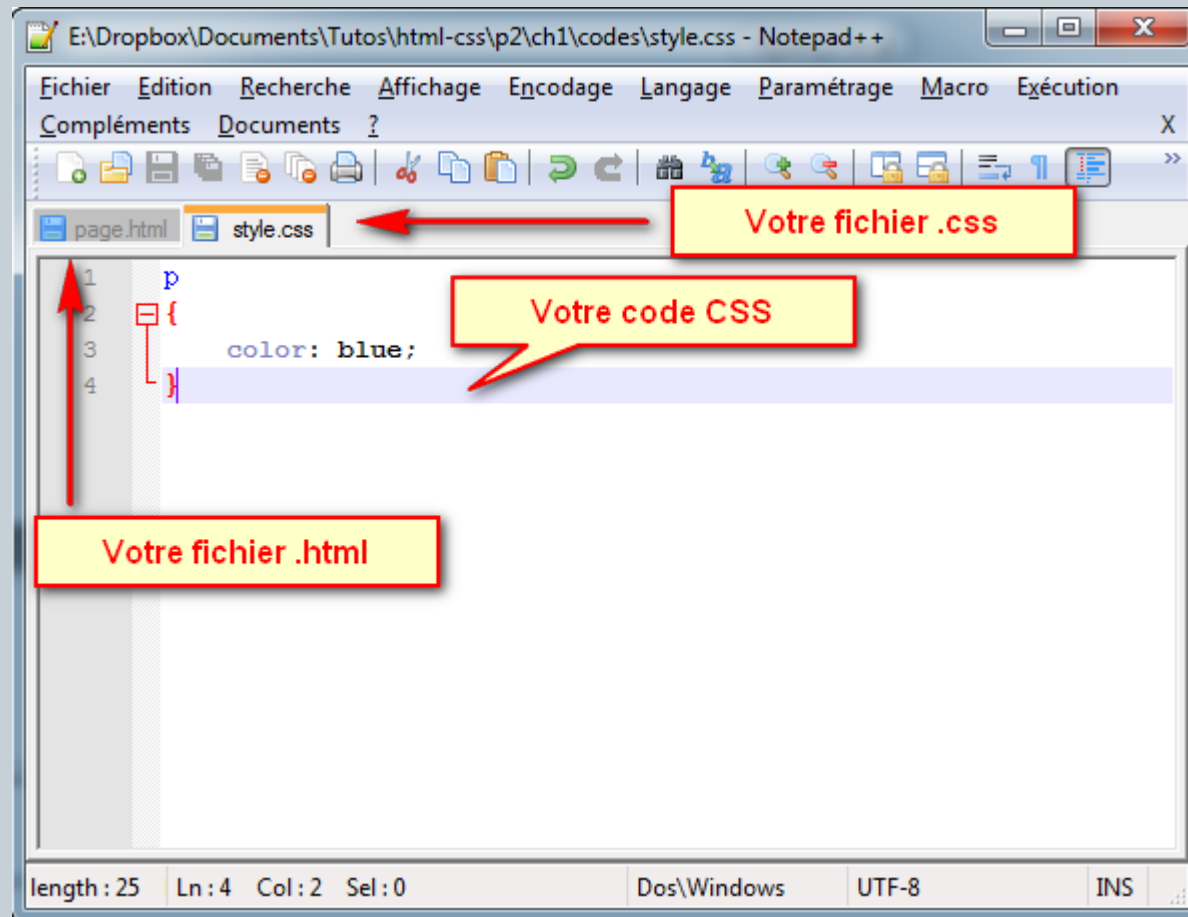 E:\Dropbox\Documents\Tutos\html-css\p2\ch1\codes\style.css - Notepad++
Fichier Edition Recherche Affichage Encodage Langage Paramétrage Macro Exécution
Compléments Documents ? X
page.html style.css
Votre fichier .css
1 p
2 {
Votre code CSS
3 color: blue;
4 }
Votre fichier .html
length : 25 Ln : 4 Col : 2 Sel : 0 Dos\Windows UTF-8 INS